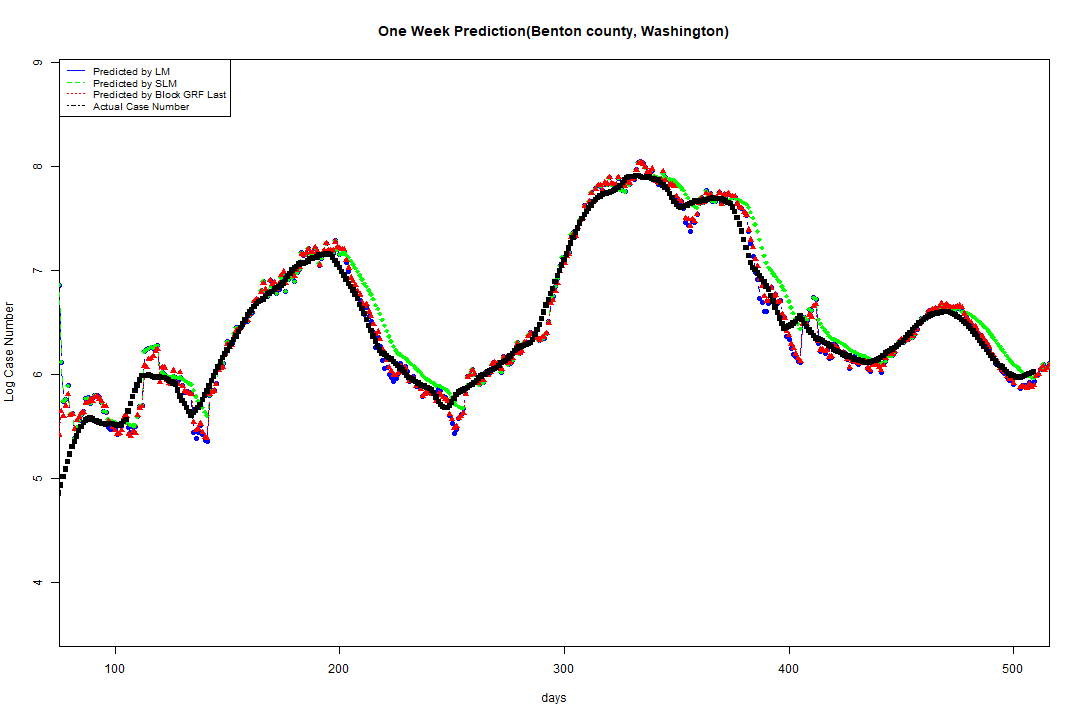 One Week Prediction(Benton county, Washington)
Predicted by LM
Predicted by SLM
Predicted by Block GRF Last
Actual Case Number
9
8
7
6
5
4
Log Case Number
100 200 300 400 500
days